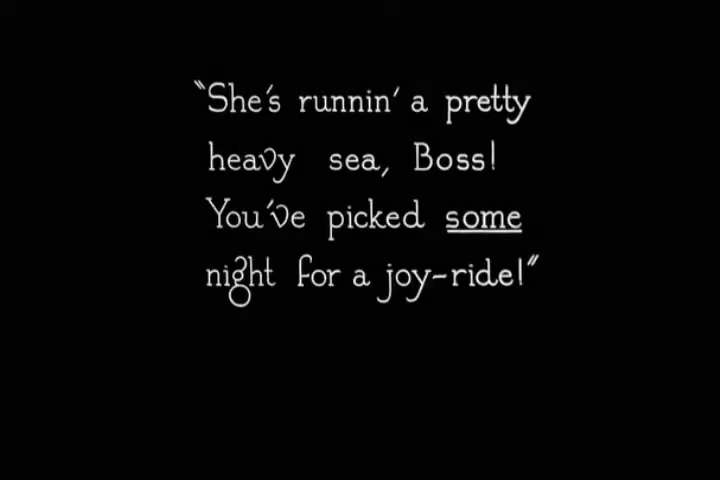 “She's runnin' a pretty
heavy sea, Boss!
You've picked some
night for a joy-ride!”